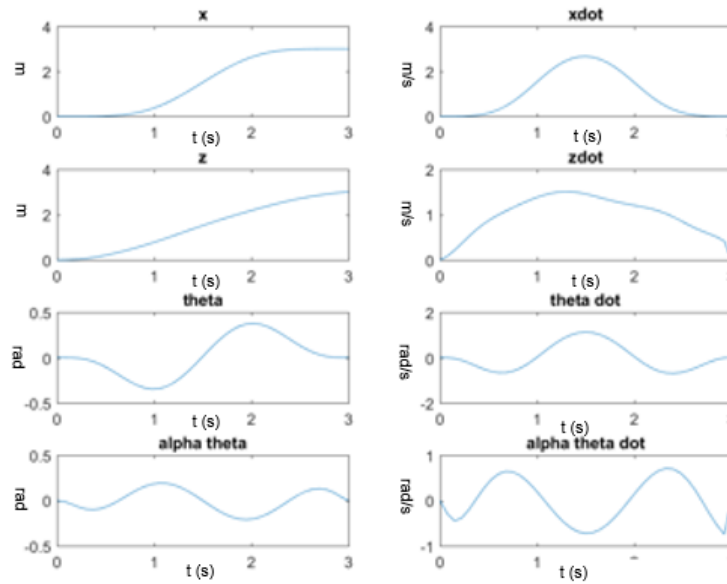 x xdot
4 4
m 2 m/s 2
0 0
0 1 2 3 0 1 2
t (s) t (s)
z zdot
4 2
m 2 m/s 1
0 0
0 1 2 3 0 1 2
t (s) t (s)
theta theta dot
0.5 2
rad 0 rad/s 0
-0.5 -2
0 1 2 3 0 1 2
t (s) t (s)
alpha theta alpha theta dot
0.5 1
rad 0 rad/s 0
-0.5 -1
0 1 2 3 0 1
t (s) t (s)